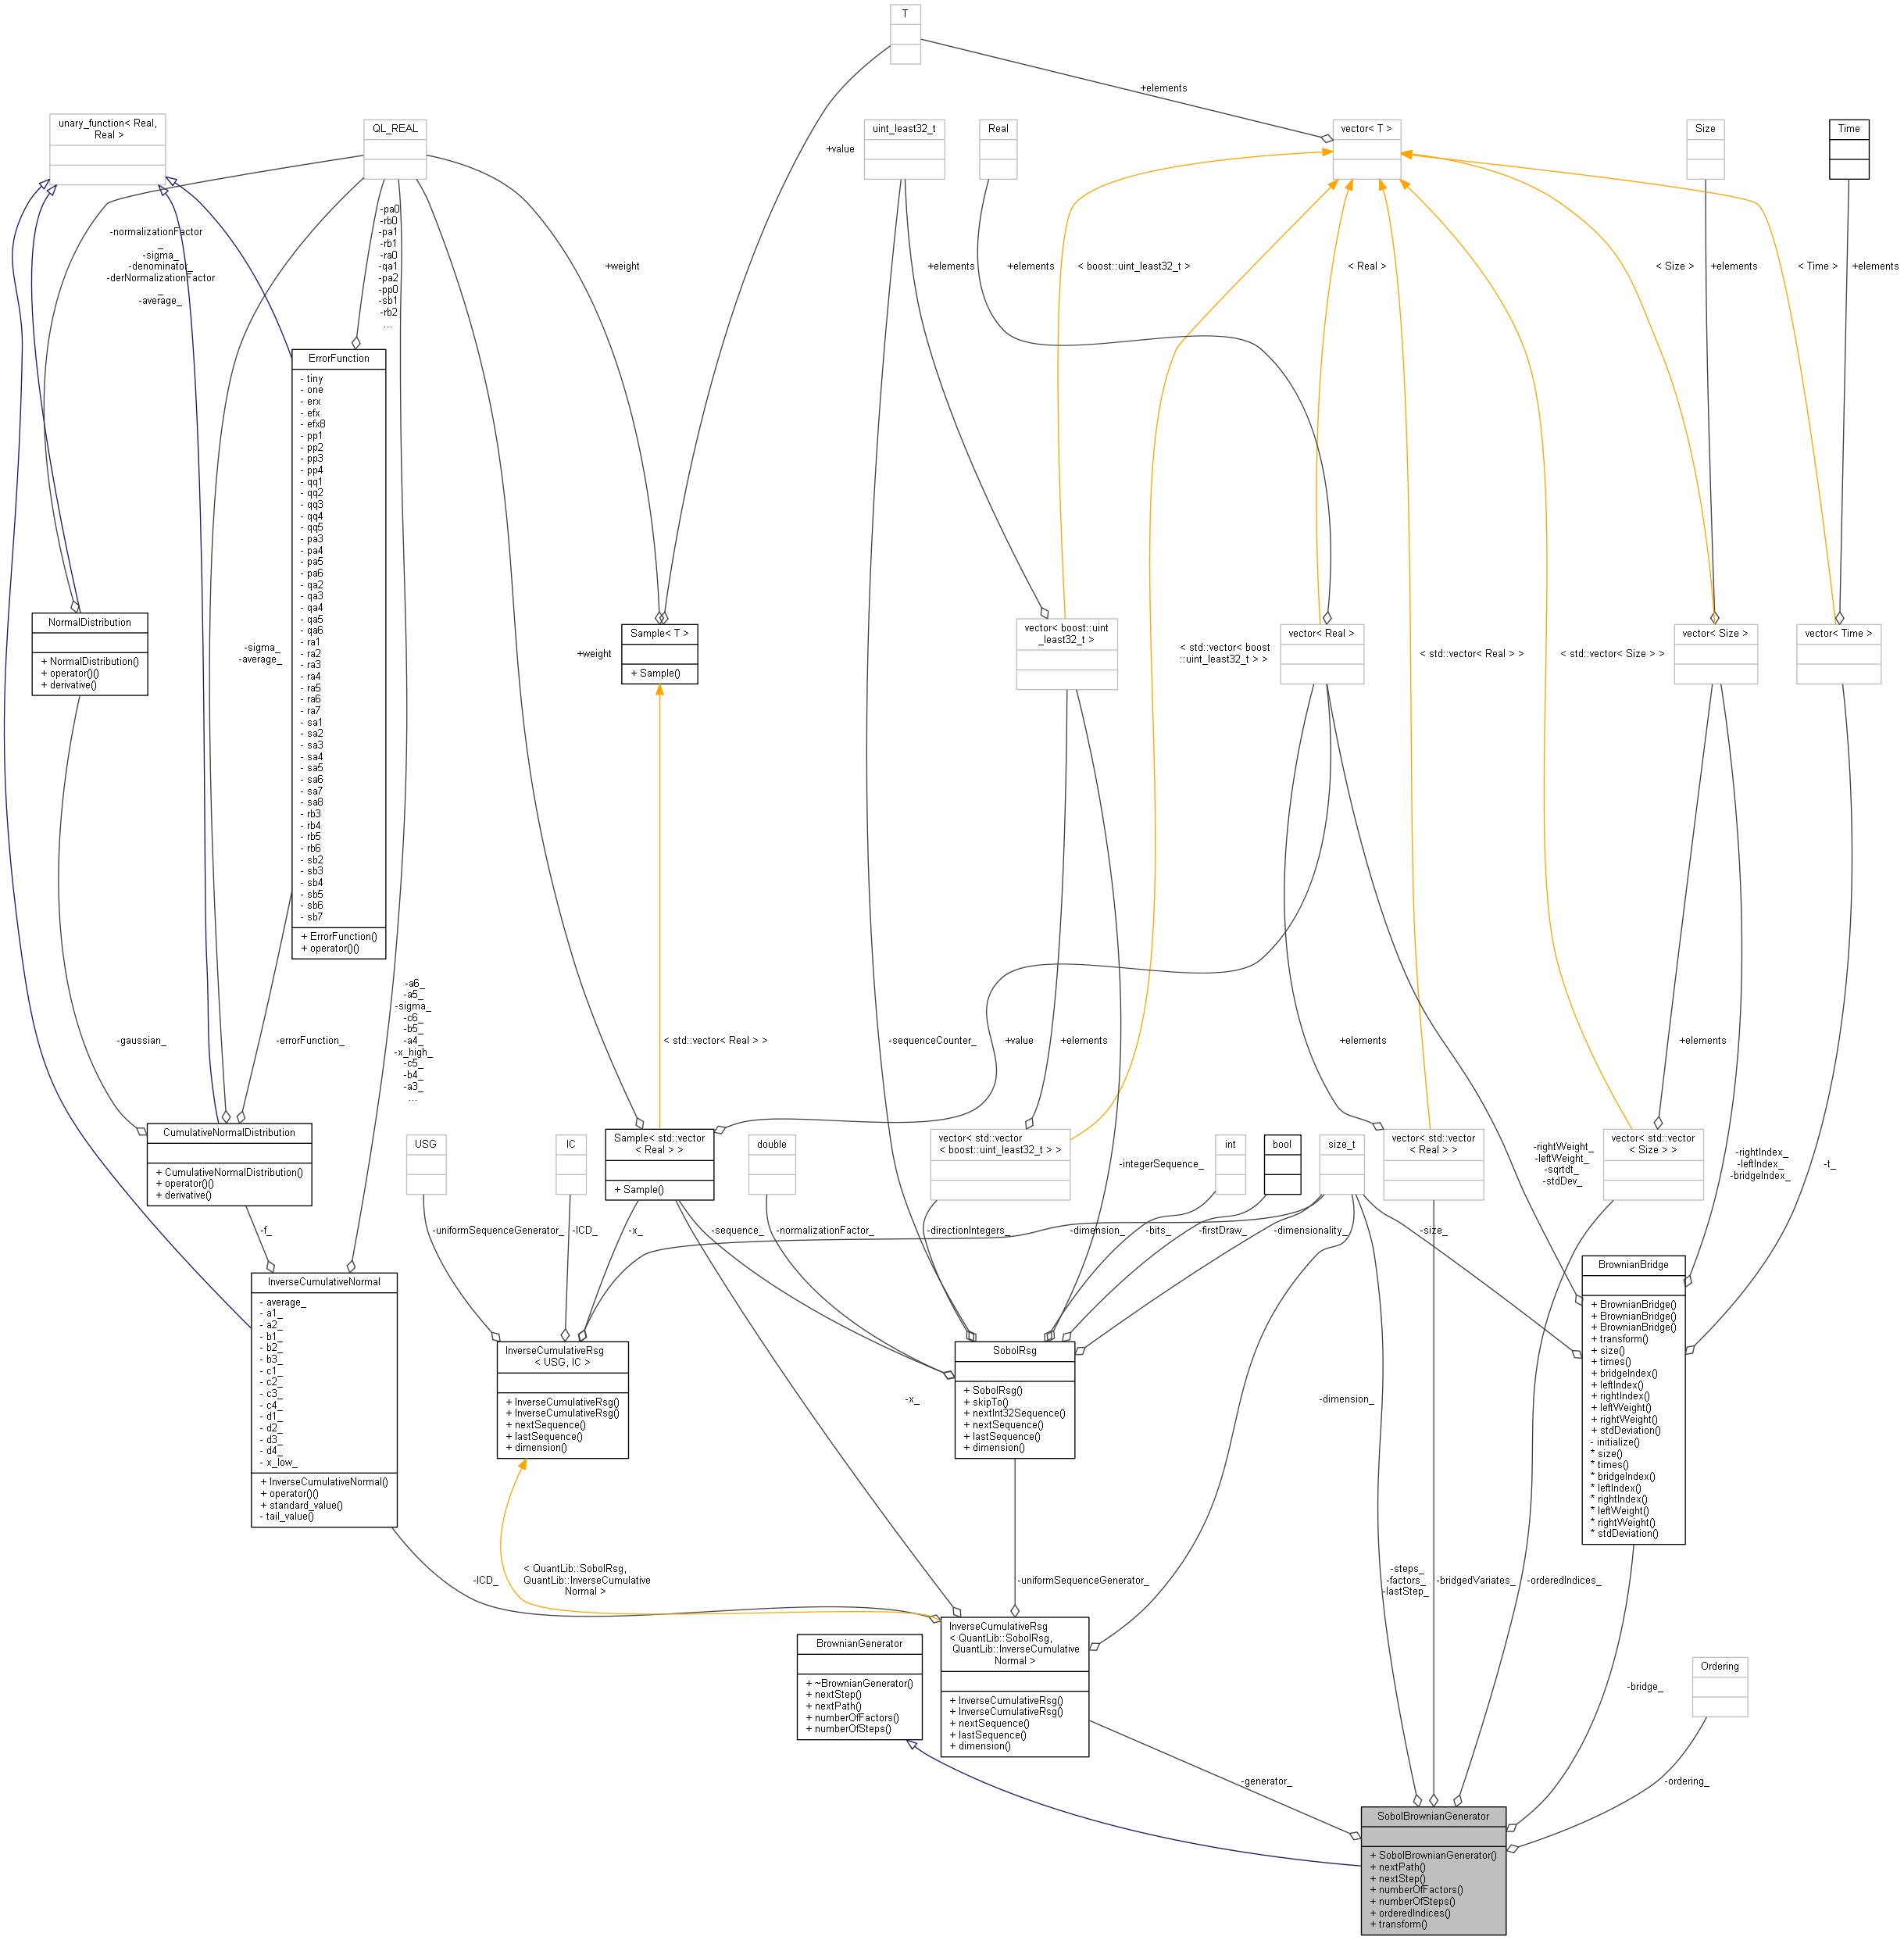 T
+elements
unary_function< Real,
Real >
QL_REAL
uint_least32_t
Real
vector< T >
Size
Time
+value
-pa0
-rb0
-pa1
-rb1
-ra0
-qa1
-pa2
-pp0
-sb1
-rb2
...
-normalizationFactor
_
-sigma_
-denominator_
-derNormalizationFactor
_
-average_
+weight
+elements
+elements
< boost::uint_least32_t >
< Real >
< Size >
+elements
< Time >
+elements
ErrorFunction
- tiny
- one
- erx
- efx
- efx8
- pp1
- pp2
- pp3
- pp4
- qq1
- qq2
- qq3
- qq4
- qq5
- pa3
- pa4
- pa5
- pa6
- qa2
- qa3
- qa4
- qa5
- qa6
- ra1
- ra2
- ra3
- ra4
- ra5
- ra6
- ra7
- sa1
- sa2
- sa3
- sa4
- sa5
- sa6
- sa7
- sa8
- rb3
- rb4
- rb5
- rb6
- sb2
- sb3
- sb4
- sb5
- sb6
- sb7
+ ErrorFunction()
+ operator()()
NormalDistribution
+ NormalDistribution()
+ operator()()
+ derivative()
-sigma_
-average_
+weight
Sample< T >
+ Sample()
vector< boost::uint
_least32_t >
< std::vector< boost
::uint_least32_t > >
vector< Real >
< std::vector< Real > >
< std::vector< Size > >
vector< Size >
vector< Time >
-gaussian_
-errorFunction_
-a6_
-a5_
-sigma_
-c6_
-b5_
-a4_
-x_high_
-c5_
-b4_
-a3_
...
< std::vector< Real > >
-sequenceCounter_
+value
+elements
+elements
+elements
CumulativeNormalDistribution
+ CumulativeNormalDistribution()
+ operator()()
+ derivative()
USG
IC
Sample< std::vector
< Real > >
+ Sample()
double
vector< std::vector
< boost::uint_least32_t > >
-integerSequence_
int
bool
size_t
vector< std::vector
< Real > >
-rightWeight_
-leftWeight_
-sqrtdt_
-stdDev_
vector< std::vector
< Size > >
-rightIndex_
-leftIndex_
-bridgeIndex_
-t_
-f_
-uniformSequenceGenerator_
-ICD_
-x_
-sequence_
-normalizationFactor_
-directionIntegers_
-dimension_
-bits_
-firstDraw_
-dimensionality_
-size_
InverseCumulativeNormal
- average_
- a1_
- a2_
- b1_
- b2_
- b3_
- c1_
- c2_
- c3_
- c4_
- d1_
- d2_
- d3_
- d4_
- x_low_
+ InverseCumulativeNormal()
+ operator()()
+ standard_value()
- tail_value()
InverseCumulativeRsg
< USG, IC >
+ InverseCumulativeRsg()
+ InverseCumulativeRsg()
+ nextSequence()
+ lastSequence()
+ dimension()
-x_
SobolRsg
+ SobolRsg()
+ skipTo()
+ nextInt32Sequence()
+ nextSequence()
+ lastSequence()
+ dimension()
-dimension_
BrownianBridge
+ BrownianBridge()
+ BrownianBridge()
+ BrownianBridge()
+ transform()
+ size()
+ times()
+ bridgeIndex()
+ leftIndex()
+ rightIndex()
+ leftWeight()
+ rightWeight()
+ stdDeviation()
- initialize()
* size()
* times()
* bridgeIndex()
* leftIndex()
* rightIndex()
* leftWeight()
* rightWeight()
* stdDeviation()
-ICD_
< QuantLib::SobolRsg,
QuantLib::InverseCumulative
Normal >
-uniformSequenceGenerator_
-steps_
-factors_
-lastStep_
-bridgedVariates_
-orderedIndices_
BrownianGenerator
+ ~BrownianGenerator()
+ nextStep()
+ nextPath()
+ numberOfFactors()
+ numberOfSteps()
InverseCumulativeRsg
< QuantLib::SobolRsg,
QuantLib::InverseCumulative
Normal >
+ InverseCumulativeRsg()
+ InverseCumulativeRsg()
+ nextSequence()
+ lastSequence()
+ dimension()
-bridge_
Ordering
-generator_
-ordering_
SobolBrownianGenerator
+ SobolBrownianGenerator()
+ nextPath()
+ nextStep()
+ numberOfFactors()
+ numberOfSteps()
+ orderedIndices()
+ transform()